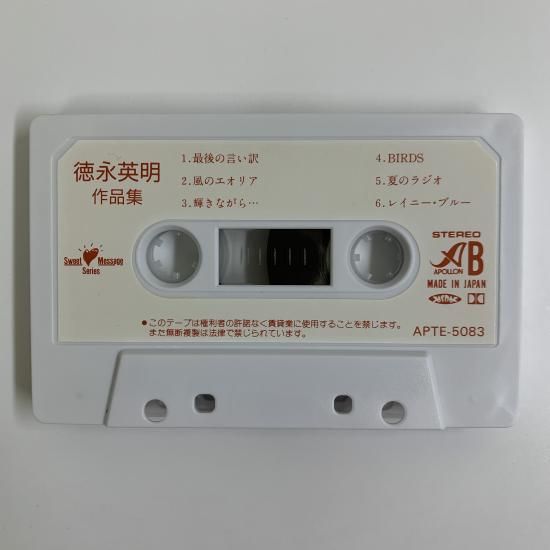 徳永英明
作品集
1.最後の言い訳
2.風のエオリア
3.輝きながら…
4.BIRDS
5.夏のラジオ
6.レイニー・ブルー
Sweet Message
Series
STEREO
APOLLON
B
MADE IN JAPAN
JASRAC
●このテープは権利者の許諾なく賃貸業に使用することを禁じます。
また無断複製は法律で禁じられています。
APTE-5083